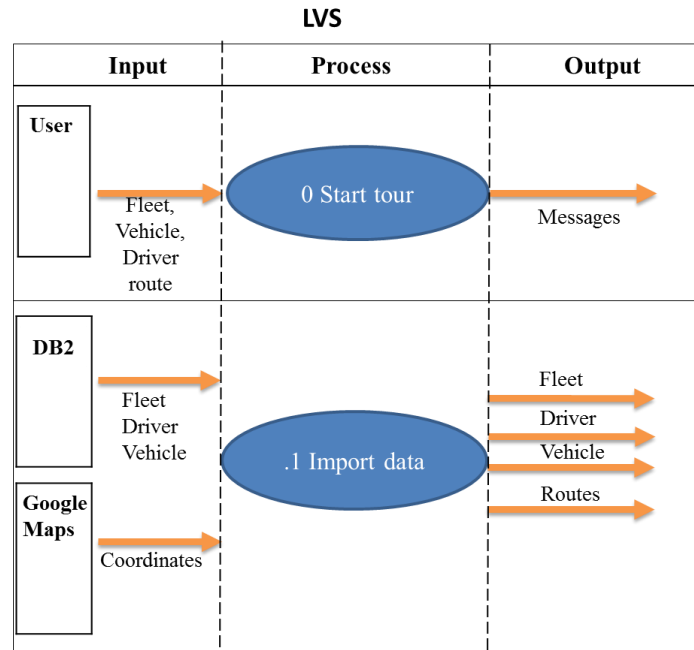 LVS
Input
Process
Output
User
Fleet,
Vehicle,
Driver
route
0 Start tour
Messages
DB2
Fleet
Driver
Vehicle
Google
Maps
Coordinates
.1 Import data
Fleet
Driver
Vehicle
Routes